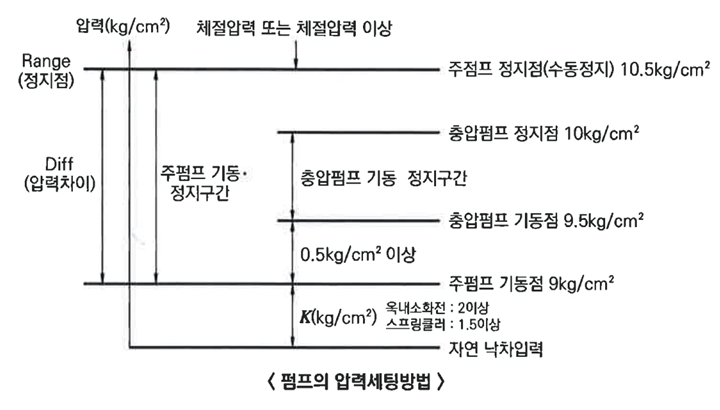 압력(kg/cm²)
체절압력 또는 체절압력 이상
Range
(정지점)
주점프 정지점(수동정지) 10.5kg/cm²
충압펌프 정지점 10kg/cm²
Diff
(압력차이)
주펌프 기동·
정지구간
충압펌프 기동 정지구간
충압펌프 기동점 9.5kg/cm²
0.5kg/cm² 이상
주펌프 기동점 9kg/cm²
K(kg/cm²)
옥내소화전 : 2이상
스프링클러 : 1.5이상
자연 낙차입력
< 펌프의 압력세팅방법 >